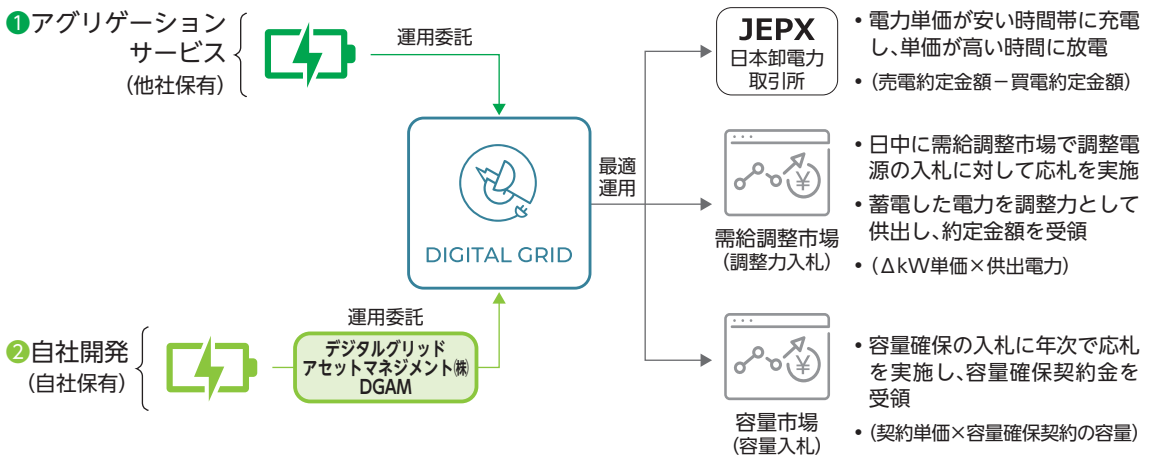 ❶アグリゲーション
サービス
(他社保有)
運用委託
❷自社開発
(自社保有)
運用委託
デジタルグリッド
アセットマネジメント㈱
DGAM
DIGITAL GRID
最適
運用
JEPX
日本卸電力
取引所
• 電力単価が安い時間帯に充電
し、単価が高い時間に放電
• (売電約定金額−買電約定金額)
需給調整市場
(調整力入札)
• 日中に需給調整市場で調整電
源の入札に対して応札を実施
• 蓄電した電力を調整力として
供出し、約定金額を受領
• (ΔkW単価×供出電力)
容量市場
(容量入札)
• 容量確保の入札に年次で応札
を実施し、容量確保契約金を
受領
• (契約単価×容量確保契約の容量)